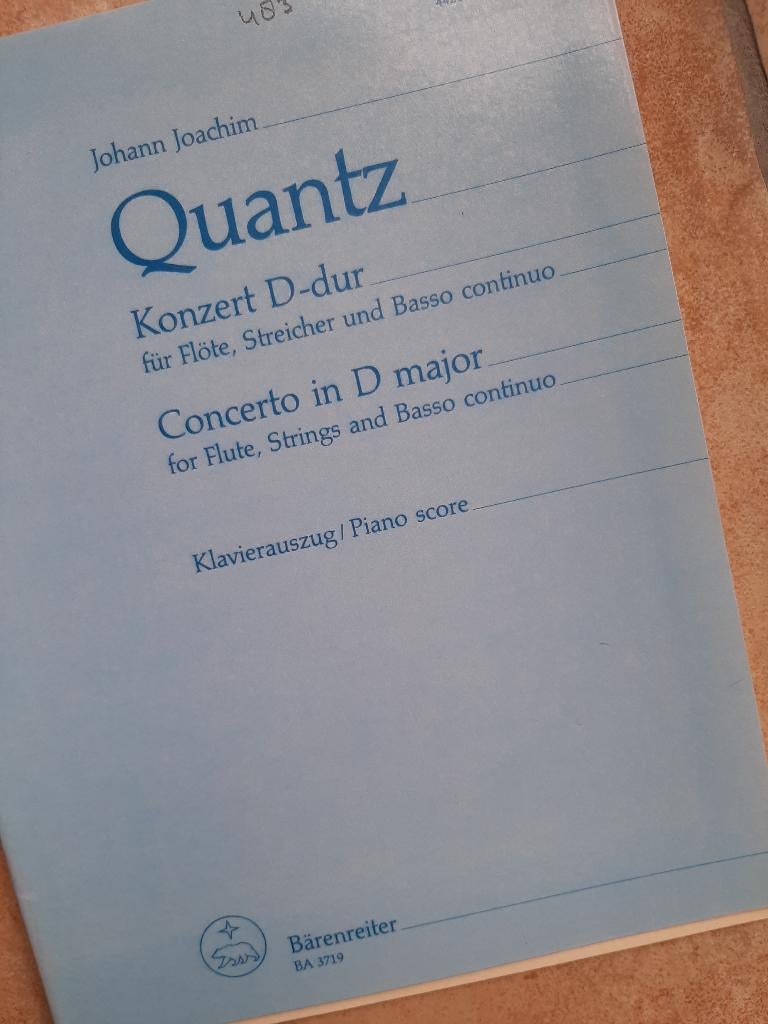 483
Johann Joachim
Quantz
Konzert D-dur
für Flöte, Streicher und Basso continuo
Concerto in D major
for Flute, Strings and Basso continuo
Klavierauszug / Piano score
Bärenreiter
BA 3719